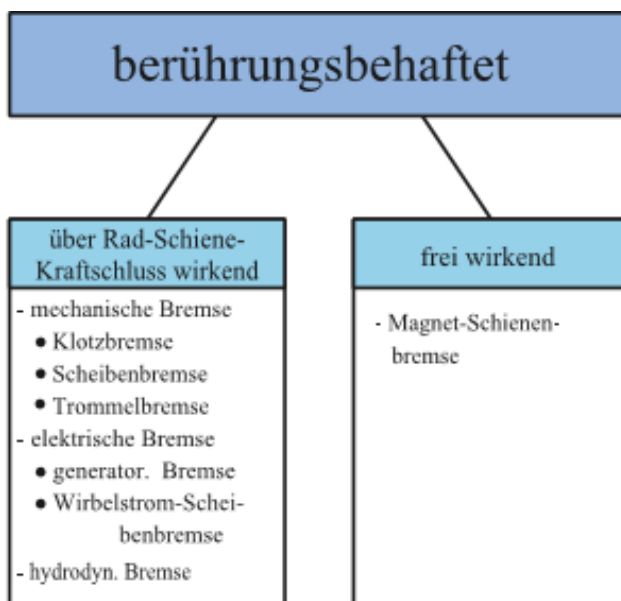 berührungsbehaftet
über Rad-Schiene-
Kraftschluss wirkend
- mechanische Bremse
● Klotzbremse
● Scheibenbremse
● Trommelbremse
- elektrische Bremse
● generator. Bremse
● Wirbelstrom-Schei-
benbremse
- hydrodyn. Bremse
frei wirkend
- Magnet-Schienen-
bremse